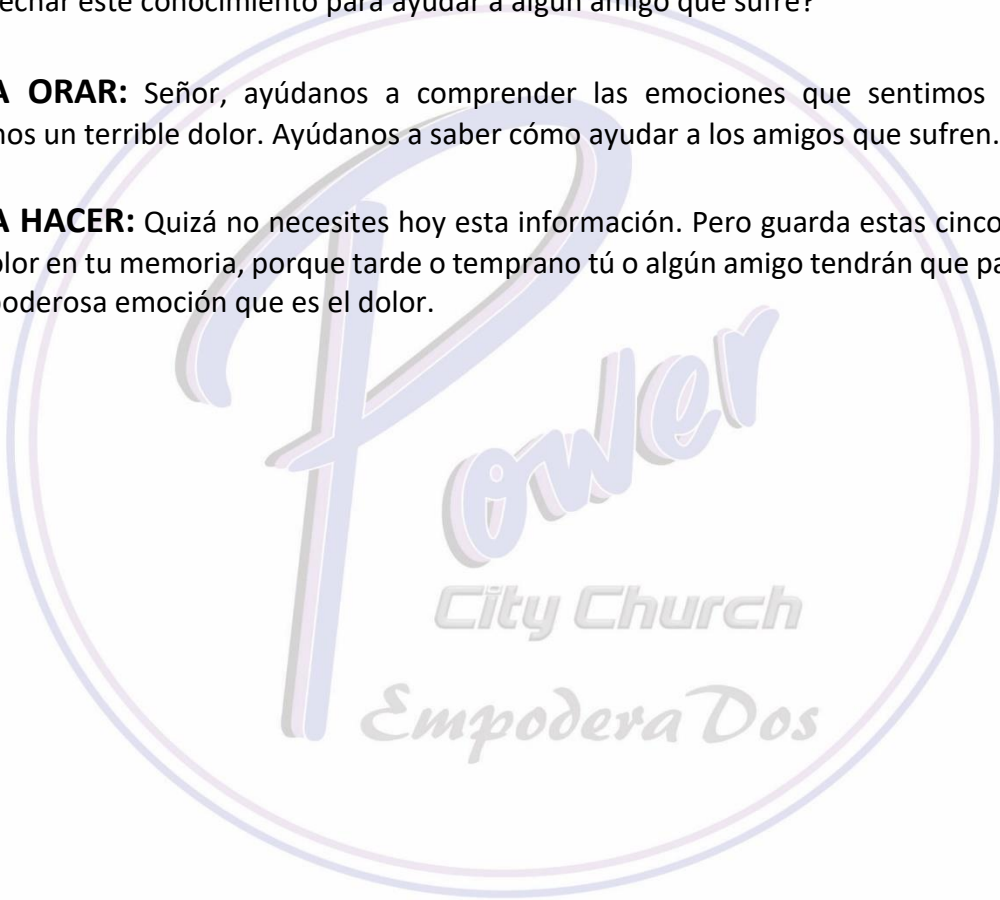 echar este conocimiento para ayudar a algún amigo que sufre?
A ORAR: Señor, ayúdanos a comprender las emociones que sentimos
nos un terrible dolor. Ayúdanos a saber cómo ayudar a los amigos que sufren.
A HACER: Quizá no necesites hoy esta información. Pero guarda estas cinco
olor en tu memoria, porque tarde o temprano tú o algún amigo tendrán que pa
poderosa emoción que es el dolor.
Power
City Church
EmpoderaDos